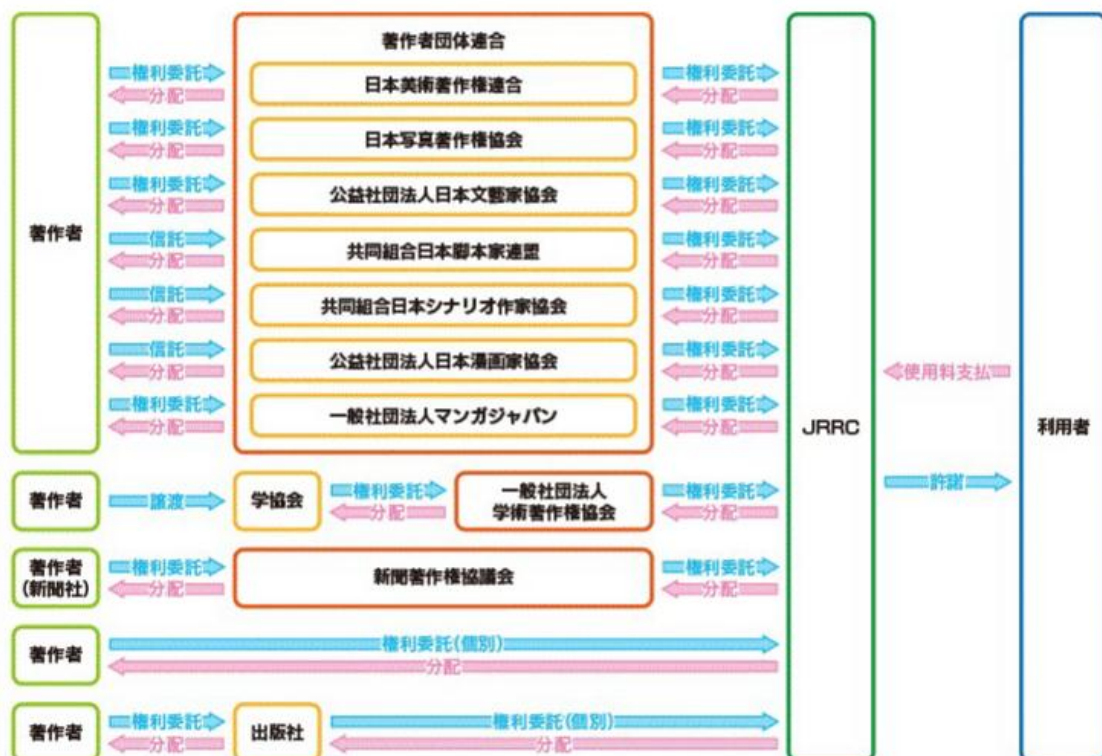 著作者団体連合
権利委託
分配
日本美術著作権連合
権利委託
分配
権利委託
分配
日本写真著作権協会
権利委託
分配
権利委託
分配
公益社団法人日本文藝家協会
権利委託
分配
著作者
信託
分配
共同組合日本脚本家連盟
権利委託
分配
信託
分配
共同組合日本シナリオ作家協会
権利委託
分配
信託
分配
公益社団法人日本漫画家協会
権利委託
分配
権利委託
分配
一般社団法人マンガジャパン
権利委託
分配
JRRC
使用料支払
許諾
利用者
著作者
譲渡
学協会
権利委託
分配
一般社団法人
学術著作権協会
権利委託
分配
著作者
(新聞社)
権利委託
分配
新聞著作権協議会
権利委託
分配
著作者
権利委託(個別)
分配
著作者
権利委託
分配
出版社
権利委託(個別)
分配